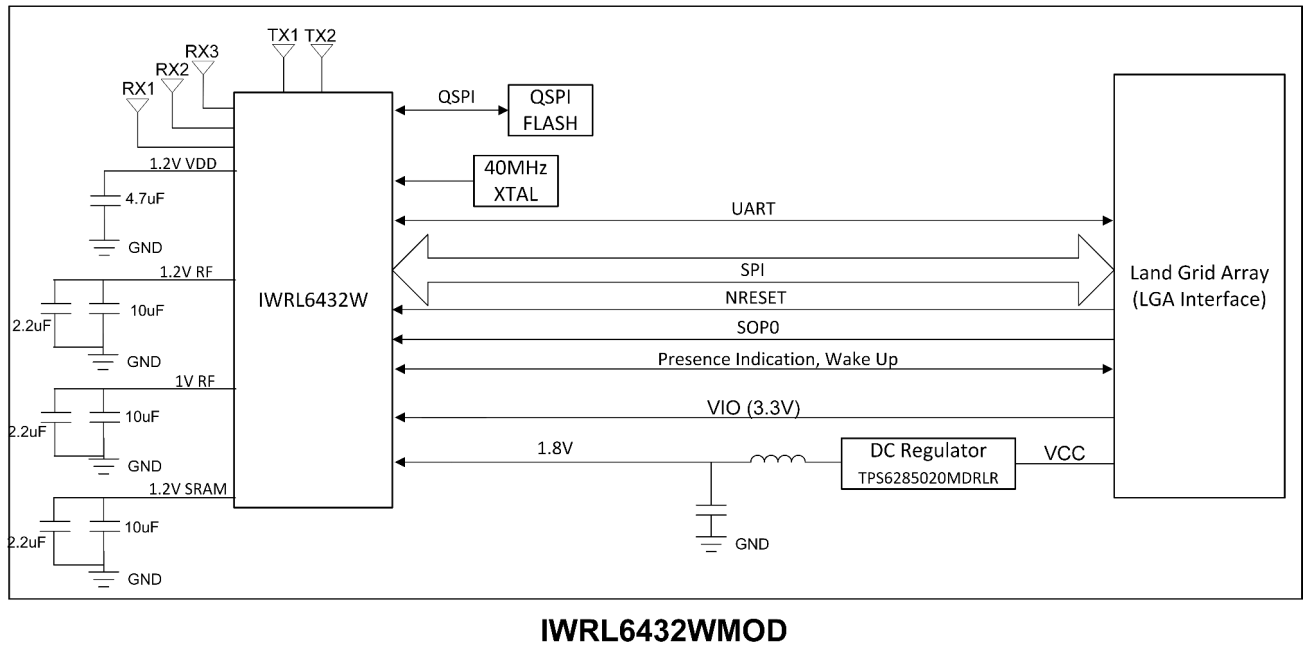 TX1 TX2
RX3
RX2
RX1
QSPI
QSPI
FLASH
1.2V VDD
40MHz
XTAL
4.7uF
UART
GND
1.2V RF
SPI
Land Grid Array
(LGA Interface)
IWRL6432W
NRESET
10uF
2.2uF
SOP0
GND
Presence Indication, Wake Up
1V RF
VIO (3.3V)
10uF
2.2uF
1.8V
DC Regulator
TPS6285020MDRLR
VCC
GND
1.2V SRAM
10uF
2.2uF
GND
GND
IWRL6432WMOD